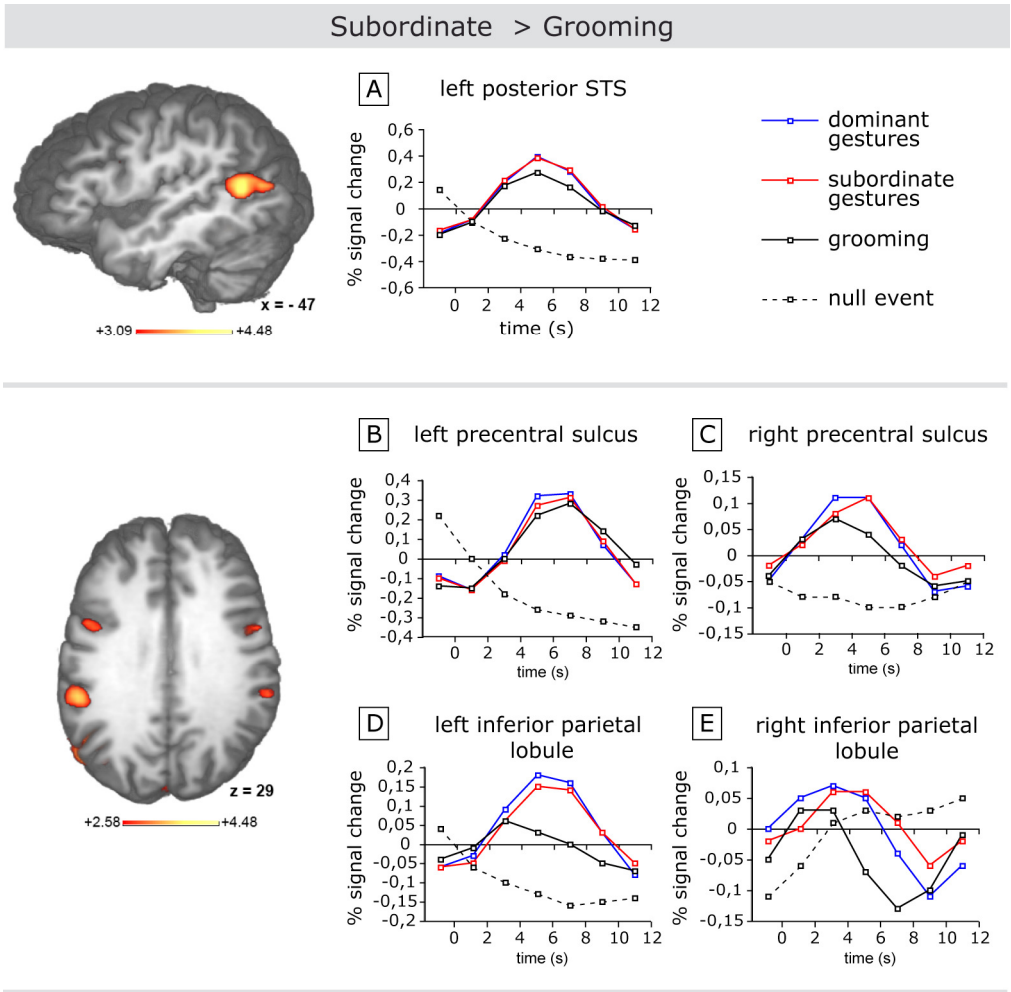 Subordinate > Grooming
A left posterior STS
% signal change
0,6
0,4
0,2
0
-0,2
-0,4
-0,6
0 2 4 6 8 10 11
time (s)
dominant
gestures
subordinate
gestures
grooming
null event
x = - 47
+3.09 +4.48
B left precentral sulcus
% signal change
0,4
0,3
0,2
0,1
0
-0,1
-0,2
-0,3
-0,4
0 2 4 6 8 10 12
time (s)
C right precentral sulcus
% signal change
0,15
0,1
0,05
0
-0,05
-0,1
-0,15
0 2 4 6 8 10 12
time (s)
z = 29
+2.58 +4.48
D left inferior parietal
lobule
% signal change
0,2
0,15
0,1
0,05
0
-0,05
-0,1
-0,15
-0,2
0 2 4 6 8 11 12
time (s)
E right inferior parietal
lobule
% signal change
0,1
0,05
0
-0,05
-0,1
-0,15
0 2 4 6 8 11 12
time (s)